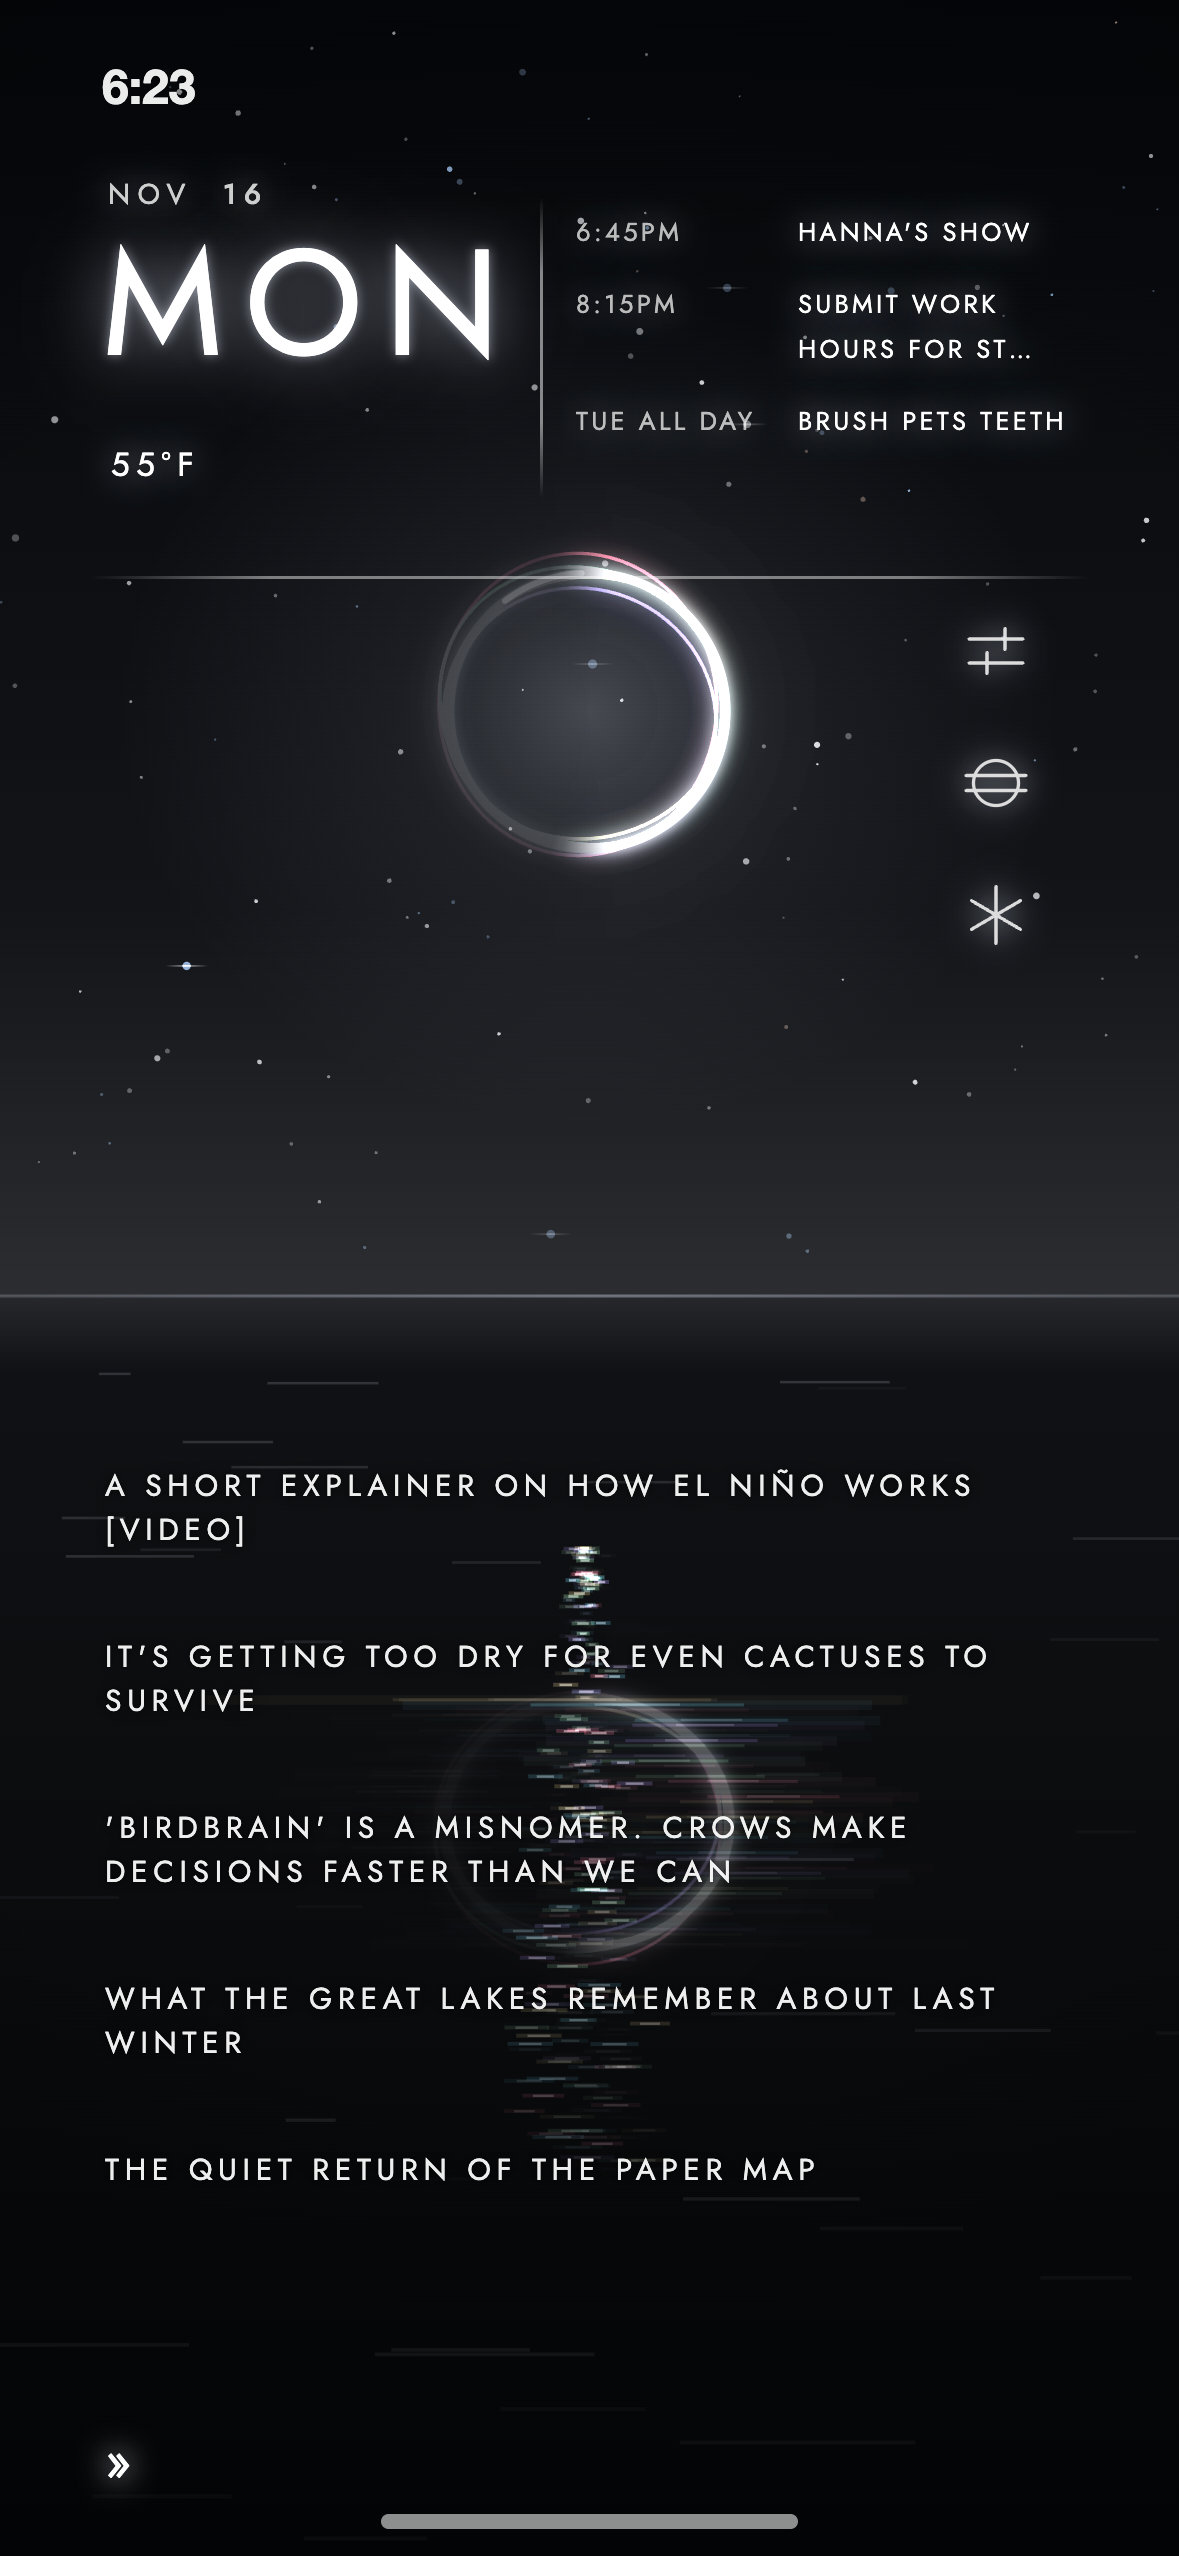 6:23
NOV 16
MON
55°F
6:45PM HANNA'S SHOW
8:15PM SUBMIT WORK
HOURS FOR ST...
TUE ALL DAY BRUSH PETS TEETH
A SHORT EXPLAINER ON HOW EL NIÑO WORKS
[VIDEO]
IT'S GETTING TOO DRY FOR EVEN CACTUSES TO
SURVIVE
'BIRDBRAIN' IS A MISNOMER. CROWS MAKE
DECISIONS FASTER THAN WE CAN
WHAT THE GREAT LAKES REMEMBER ABOUT LAST
WINTER
THE QUIET RETURN OF THE PAPER MAP
»